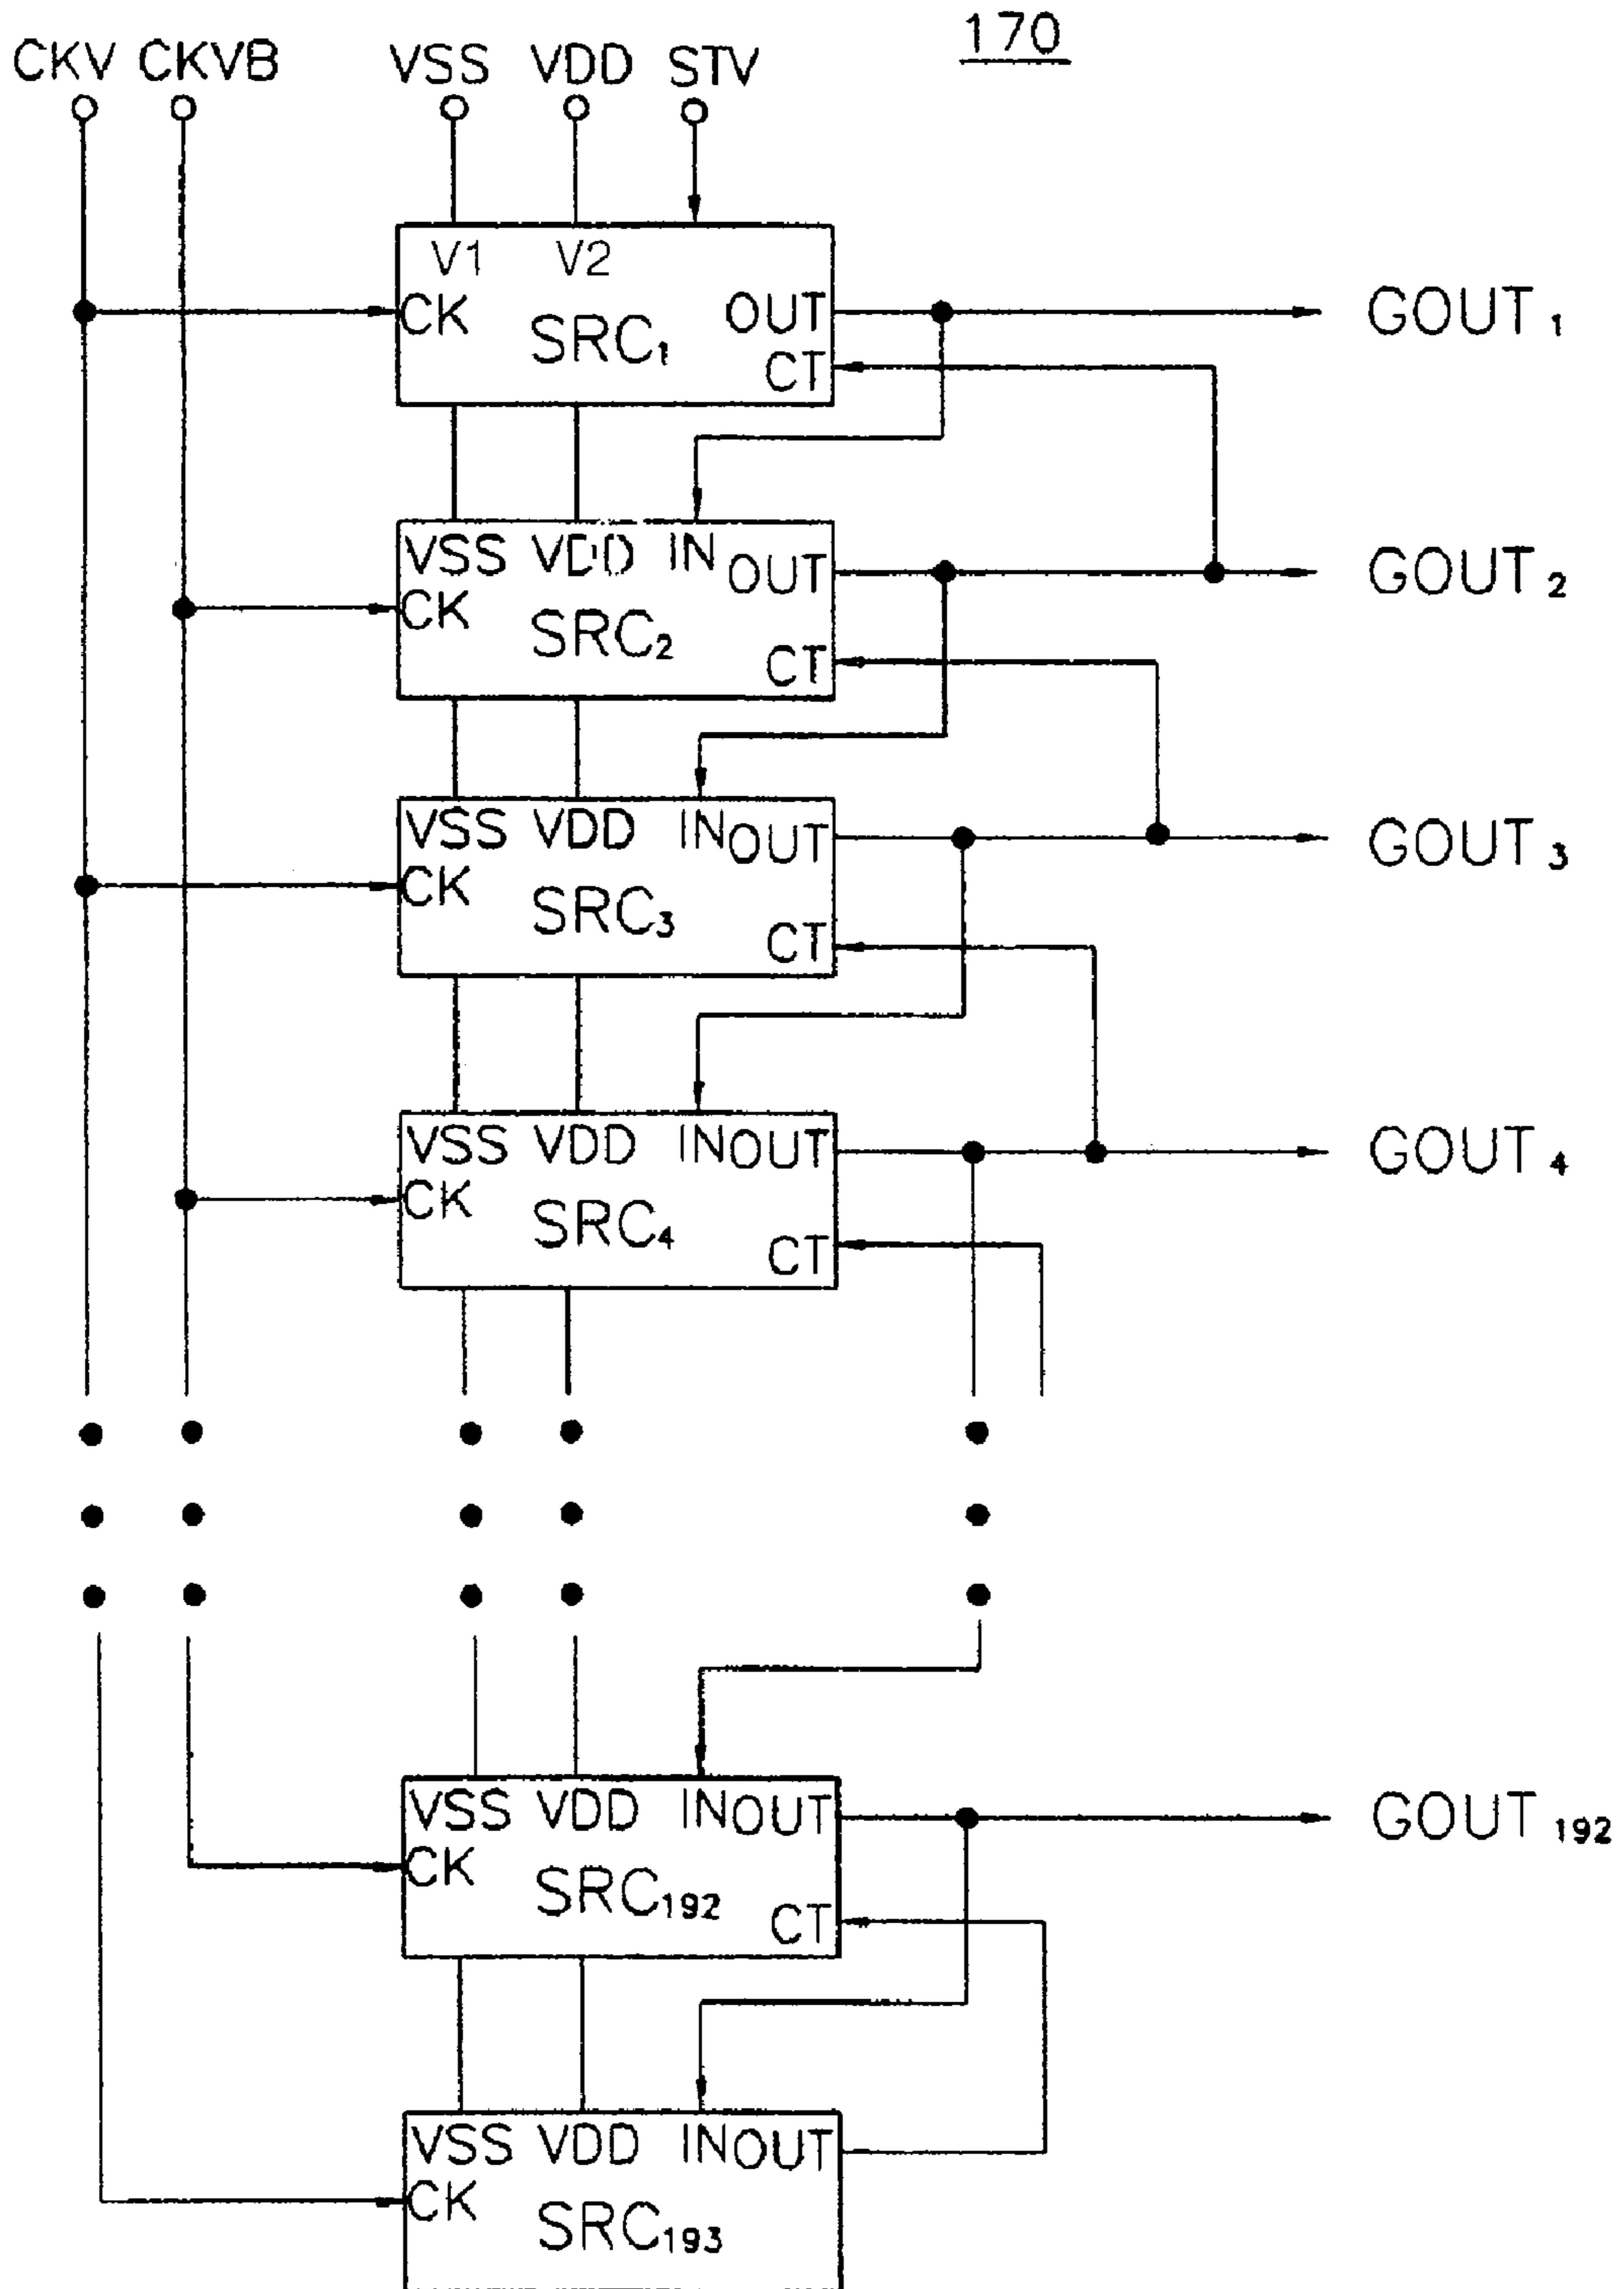 170
CKV CKVB VSS VDD STV
V1 V2
CK SRC₁ OUT GOUT₁
CT
VSS VDD IN OUT GOUT₂
CK SRC₂
CT
VSS VDD IN OUT GOUT₃
CK SRC₃
CT
VSS VDD IN OUT GOUT₄
CK SRC₄
CT
VSS VDD IN OUT GOUT₁₉₂
CK SRC₁₉₂
CT
VSS VDD IN OUT
CK SRC₁₉₃